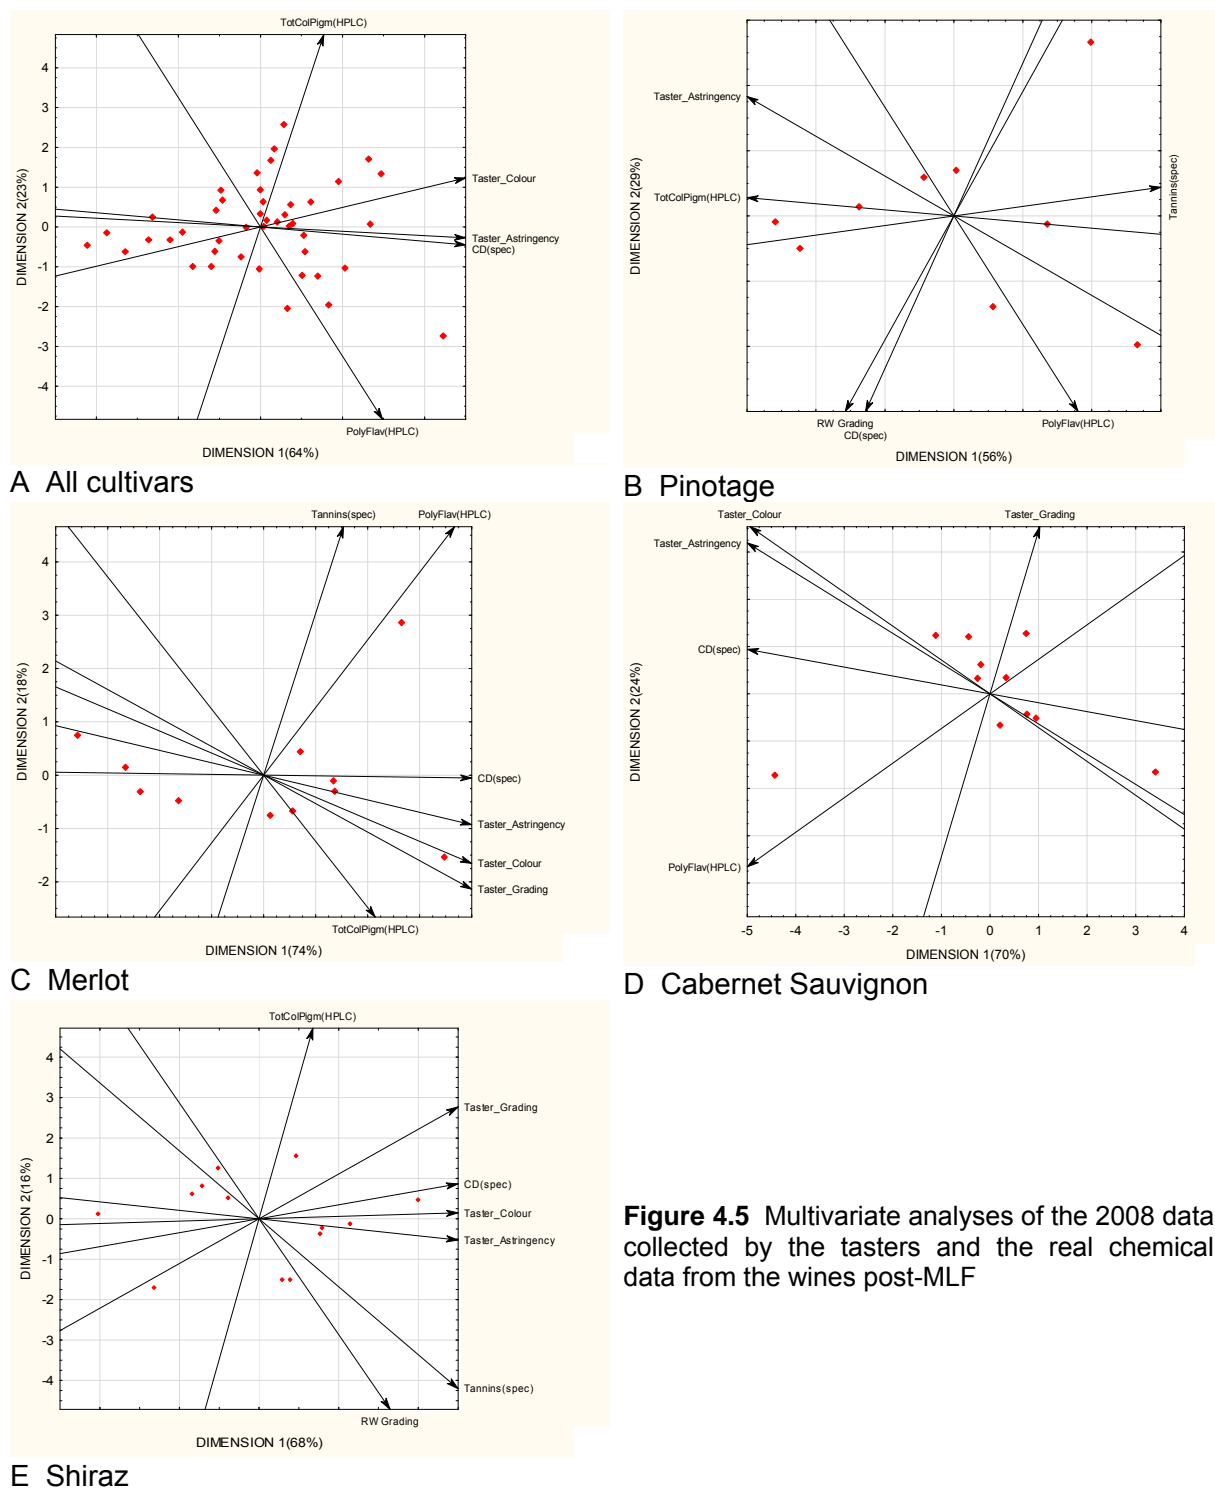 TotColPigm(HPLC)
4
3
2
1
0
-1
-2
-3
-4
DIMENSION 2(23%)
Taster_Colour
Taster_Astringency
CD(spec)
PolyFlav(HPLC)
DIMENSION 1(64%)
A All cultivars
Taster_Astringency
TotColPigm(HPLC)
DIMENSION 2(29%)
Tannins(spec)
RW Grading
CD(spec)
PolyFlav(HPLC)
DIMENSION 1(56%)
B Pinotage
Tannins(spec)
PolyFlav(HPLC)
4
3
2
1
0
-1
-2
DIMENSION 2(18%)
CD(spec)
Taster_Astringency
Taster_Colour
Taster_Grading
TotColPigm(HPLC)
DIMENSION 1(74%)
C Merlot
Taster_Colour
Taster_Grading
Taster_Astringency
CD(spec)
DIMENSION 2(24%)
PolyFlav(HPLC)
-5 -4 -3 -2 -1 0 1 2 3 4
DIMENSION 1(70%)
D Cabernet Sauvignon
TotColPigm(HPLC)
4
3
2
1
0
-1
-2
-3
-4
DIMENSION 2(16%)
Taster_Grading
CD(spec)
Taster_Colour
Taster_Astringency
Tannins(spec)
RW Grading
DIMENSION 1(68%)
E Shiraz
Figure 4.5 Multivariate analyses of the 2008 data
collected by the tasters and the real chemical
data from the wines post-MLF